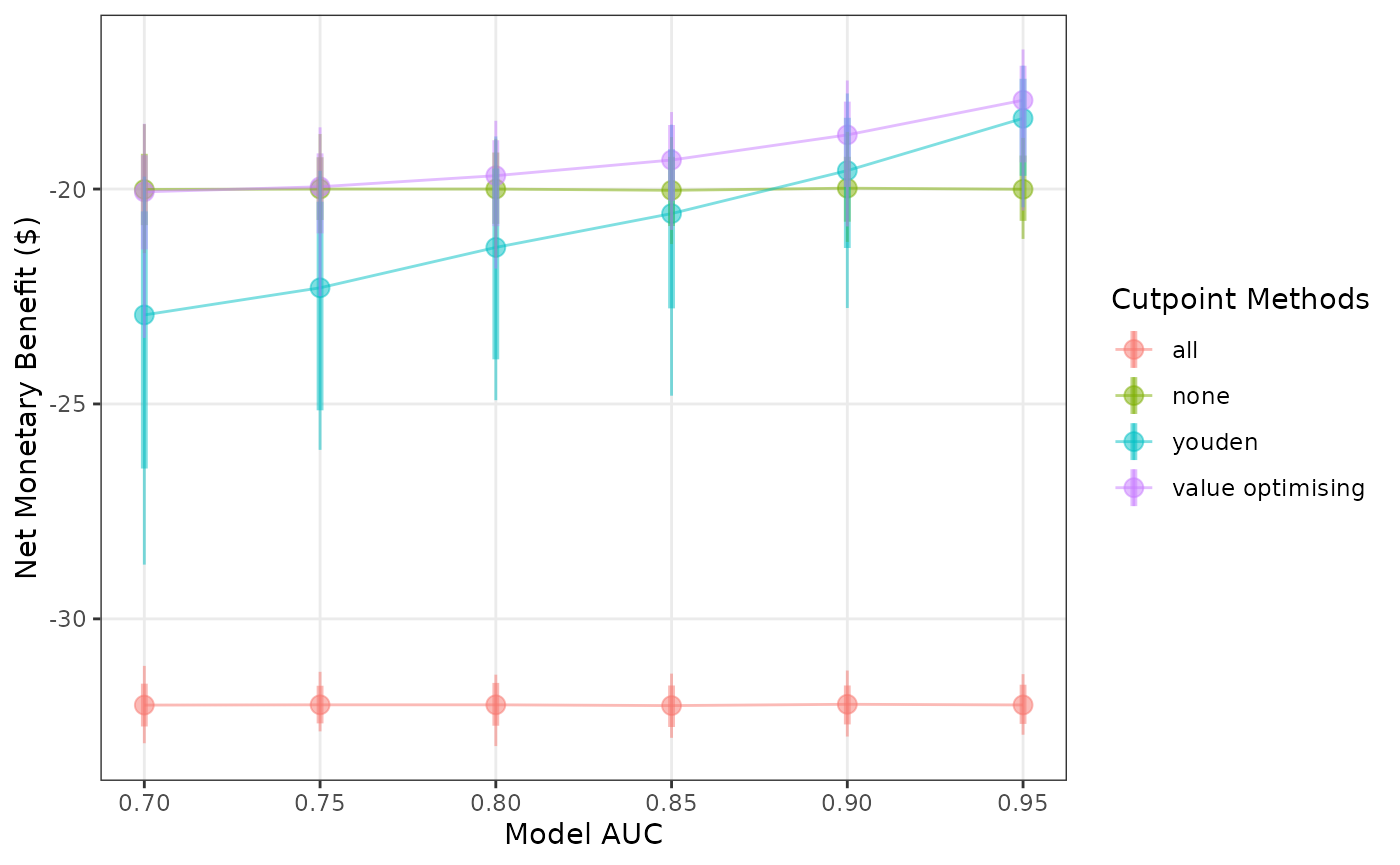 Net Monetary Benefit ($)
-20
-25
-30
0.70 0.75 0.80 0.85 0.90 0.95
Model AUC
Cutpoint Methods
all
none
youden
value optimising